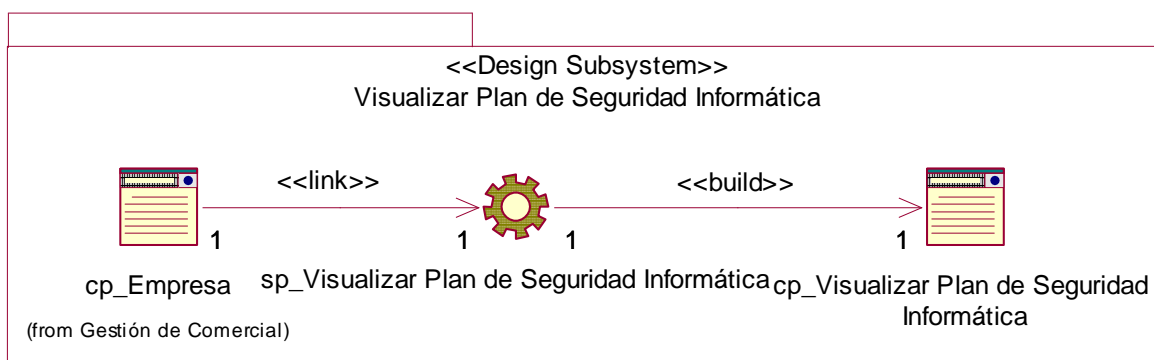 <<Design Subsystem>>
Visualizar Plan de Seguridad Informática
<<link>>
<<build>>
1
1
1
1
cp_Empresa
sp_Visualizar Plan de Seguridad Informática
cp_Visualizar Plan de Seguridad
Informática
(from Gestión de Comercial)